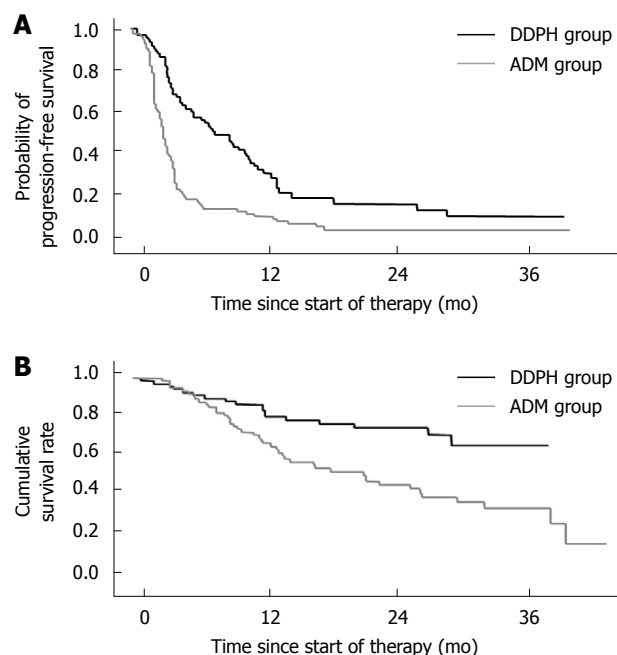 A
DDPH group
ADM group
1.0
0.8
0.6
0.4
0.2
0.0
Probability of
progression-free survival
0 12 24 36
Time since start of therapy (mo)
B
DDPH group
ADM group
1.0
0.8
0.6
0.4
0.2
0.0
Cumulative
survival rate
0 12 24 36
Time since start of therapy (mo)